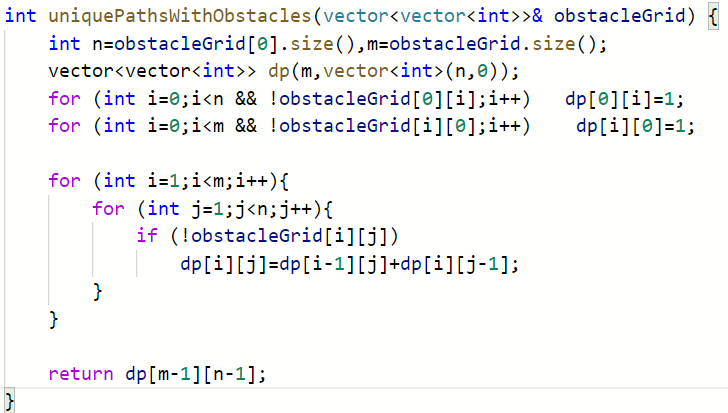 int uniquePathsWithObstacles(vector<vector<int>>& obstacleGrid) {
    int n=obstacleGrid[0].size(),m=obstacleGrid.size();
    vector<vector<int>> dp(m,vector<int>(n,0));
    for (int i=0;i<n && !obstacleGrid[0][i];i++)   dp[0][i]=1;
    for (int i=0;i<m && !obstacleGrid[i][0];i++)    dp[i][0]=1;

    for (int i=1;i<m;i++){
        for (int j=1;j<n;j++){
            if (!obstacleGrid[i][j])
                dp[i][j]=dp[i-1][j]+dp[i][j-1];
        }
    }

    return dp[m-1][n-1];
}